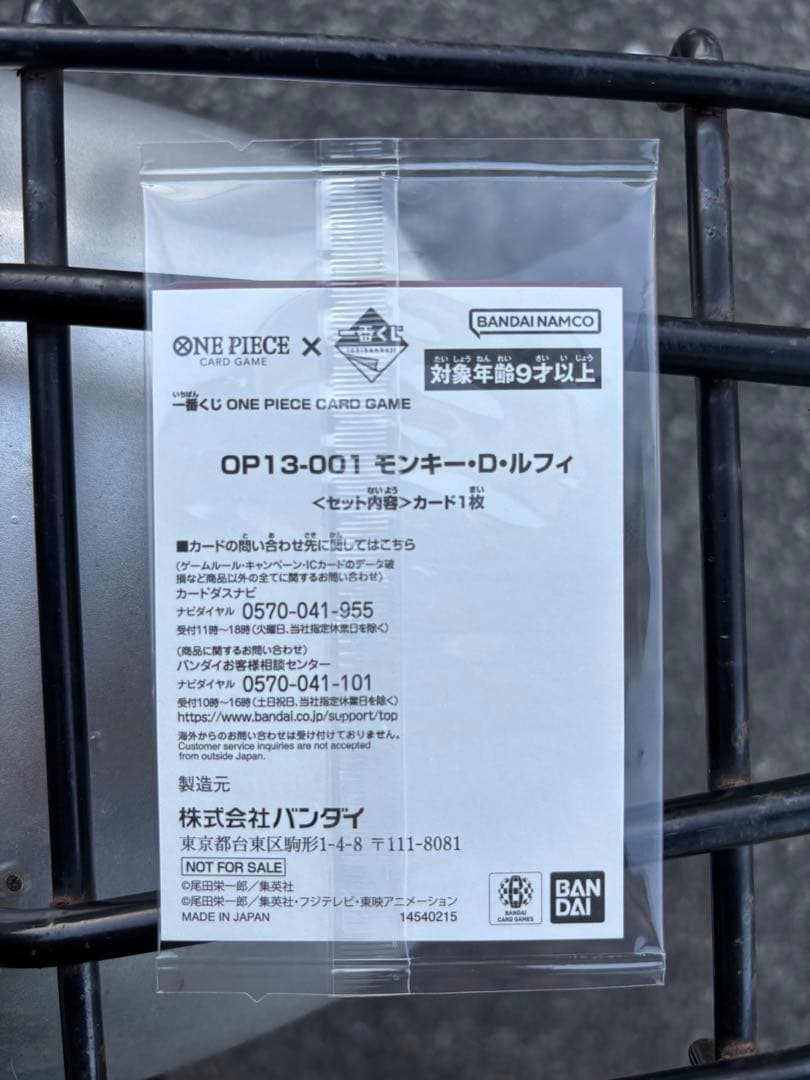 ONE PIECE CARD GAME × 一番くじ ichibankuji
BANDAI NAMCO
対象年齢9才以上
たいしょうねんれい さいいじょう
いちばん
一番くじ ONE PIECE CARD GAME
OP13-001 モンキー・D・ルフィ
ないよう まい
<セット内容>カード1枚
と あ さき かん
■カードの問い合わせ先に関してはこちら
(ゲームルール・キャンペーン・ICカードのデータ破
損など商品以外の全てに関するお問い合わせ)
カードダスナビ
ナビダイヤル 0570-041-955
受付11時～18時(火曜日、当社指定休業日を除く)
(商品に関するお問い合わせ)
バンダイお客様相談センター
ナビダイヤル 0570-041-101
受付10時～16時(土日祝日、当社指定休業日を除く)
https://www.bandai.co.jp/support/top
海外からのお問い合わせは受け付けておりません。
Customer service inquiries are not accepted
from outside Japan.
製造元
株式会社バンダイ
東京都台東区駒形1-4-8 〒111-8081
NOT FOR SALE
©尾田栄一郎／集英社
©尾田栄一郎／集英社・フジテレビ・東映アニメーション
MADE IN JAPAN 14540215
BANDAI CARD GAMES
BANDAI